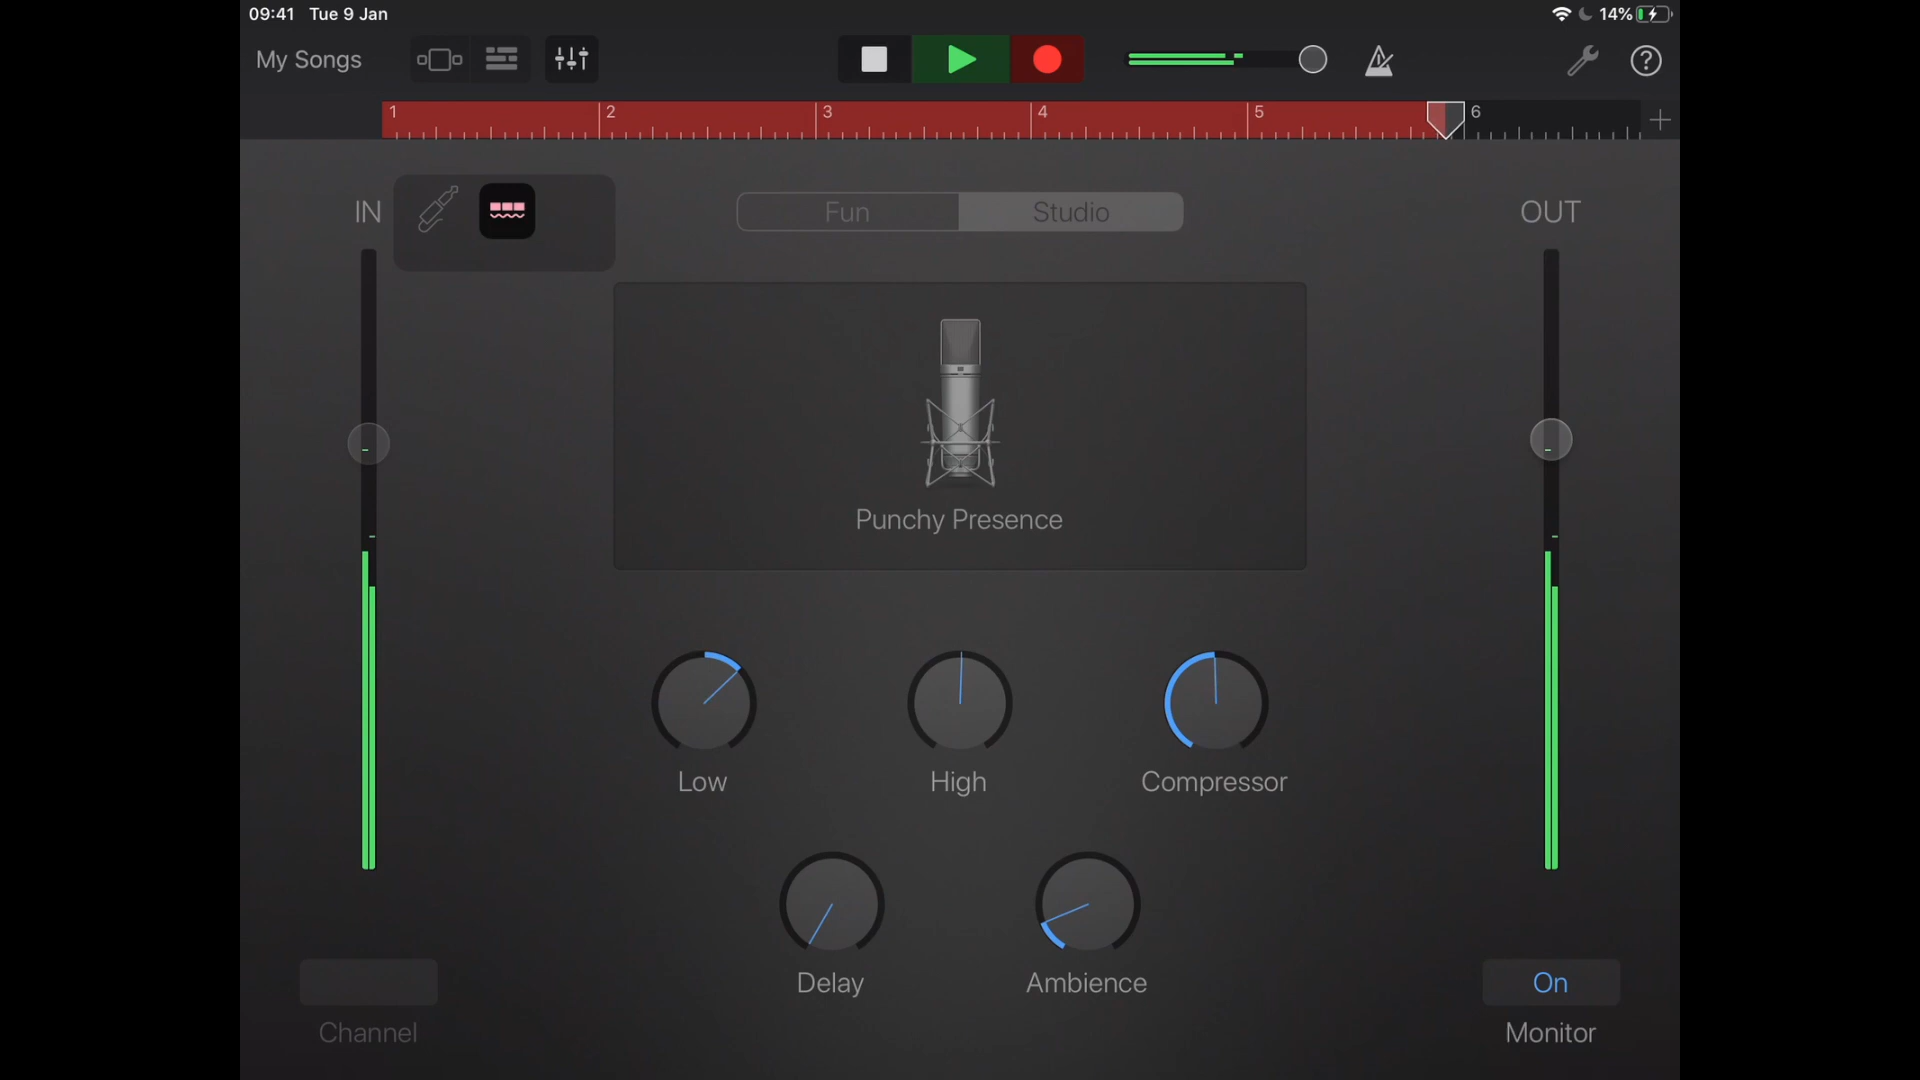 09:41 Tue 9 Jan 14%
My Songs
1 2 3 4 5 6
IN Fun Studio OUT
Punchy Presence
Low High Compressor
Delay Ambience
On
Channel Monitor